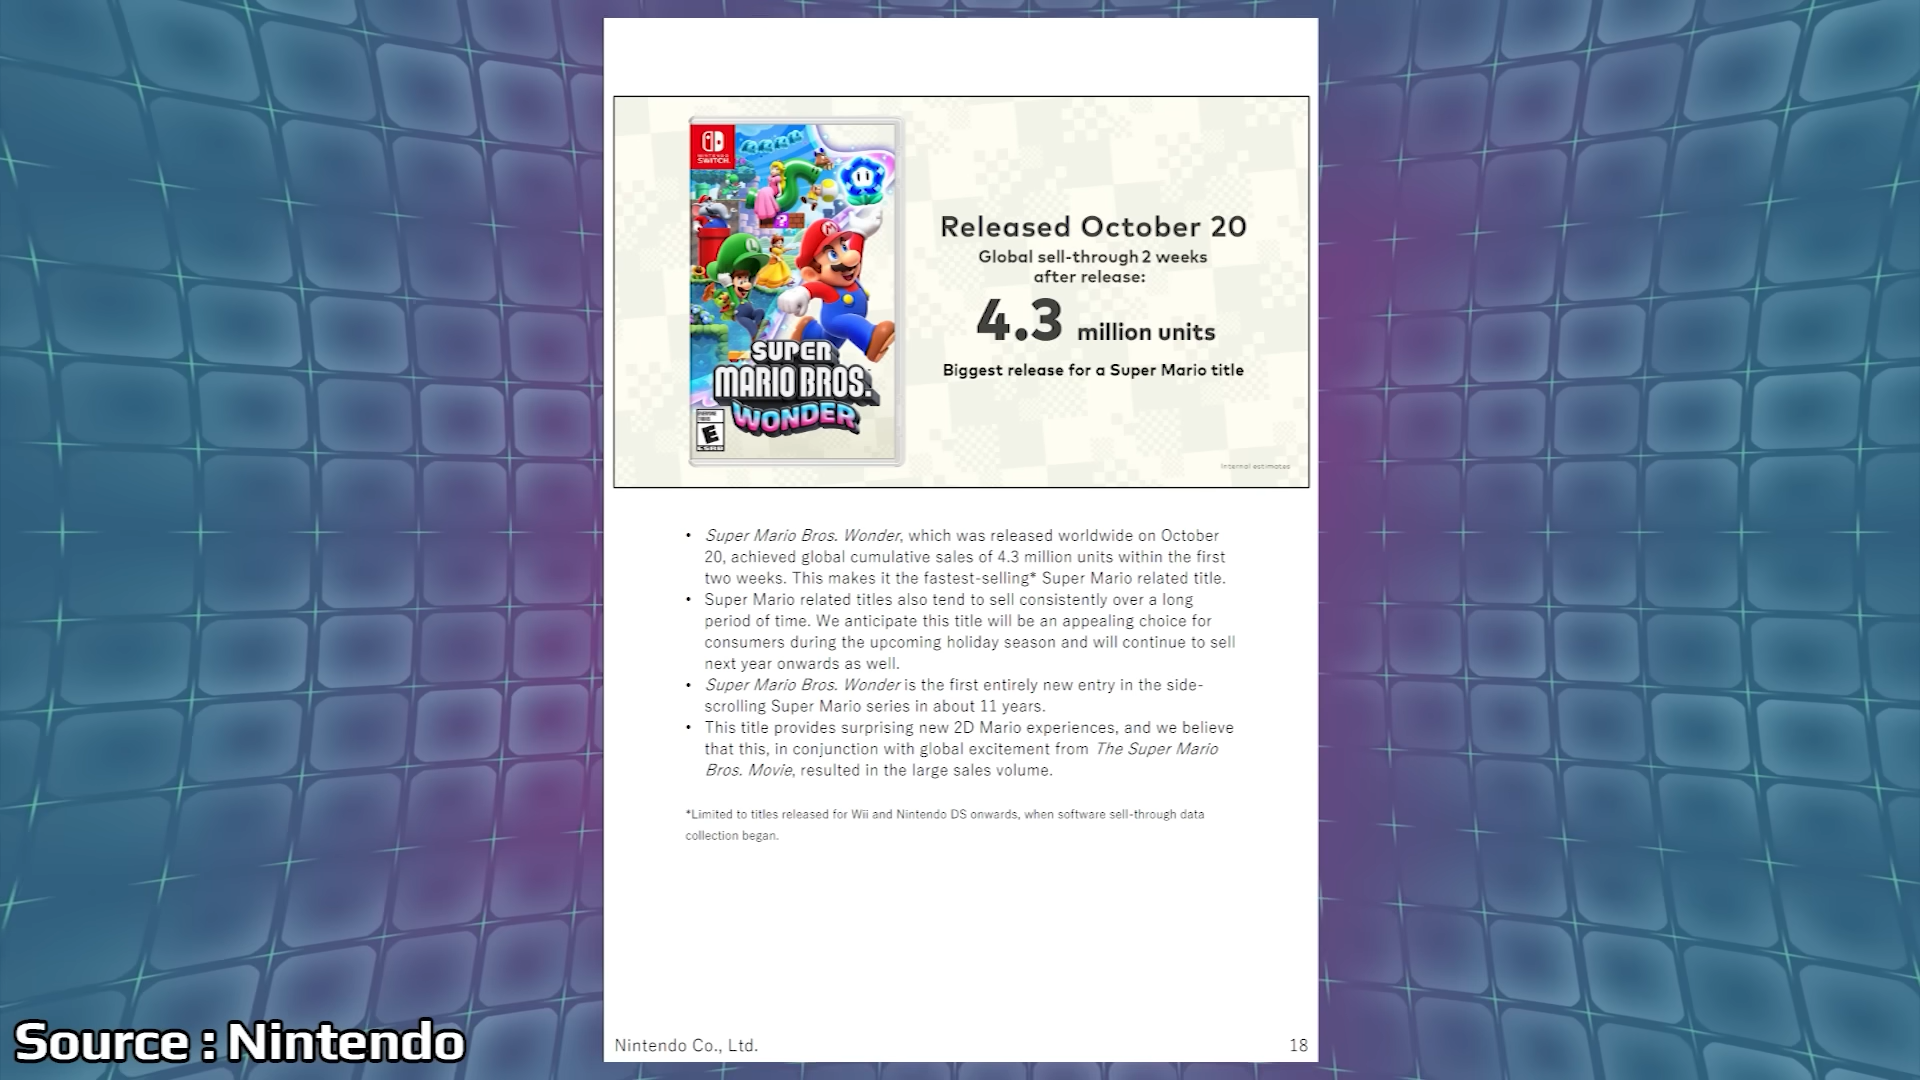 NINTENDO
SWITCH
SUPER
MARIO BROS.
WONDER
E
ESRB
Released October 20
Global sell-through 2 weeks
after release:
4.3 million units
Biggest release for a Super Mario title
Internal estimates
• Super Mario Bros. Wonder, which was released worldwide on October
20, achieved global cumulative sales of 4.3 million units within the first
two weeks. This makes it the fastest-selling* Super Mario related title.
• Super Mario related titles also tend to sell consistently over a long
period of time. We anticipate this title will be an appealing choice for
consumers during the upcoming holiday season and will continue to sell
next year onwards as well.
• Super Mario Bros. Wonder is the first entirely new entry in the side-
scrolling Super Mario series in about 11 years.
• This title provides surprising new 2D Mario experiences, and we believe
that this, in conjunction with global excitement from The Super Mario
Bros. Movie, resulted in the large sales volume.
*Limited to titles released for Wii and Nintendo DS onwards, when software sell-through data
collection began.
Nintendo Co., Ltd.
18
Source : Nintendo